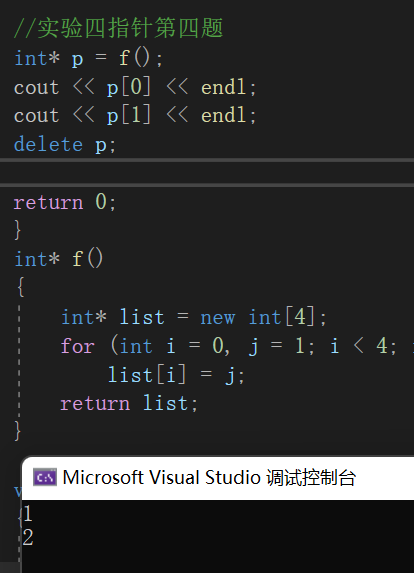 //实验四指针第四题
int* p = f();
cout << p[0] << endl;
cout << p[1] << endl;
delete p;
return 0;
}
int* f()
{
int* list = new int[4];
for (int i = 0, j = 1; i < 4;
list[i] = j;
return list;
}
Microsoft Visual Studio 调试控制台
1
2